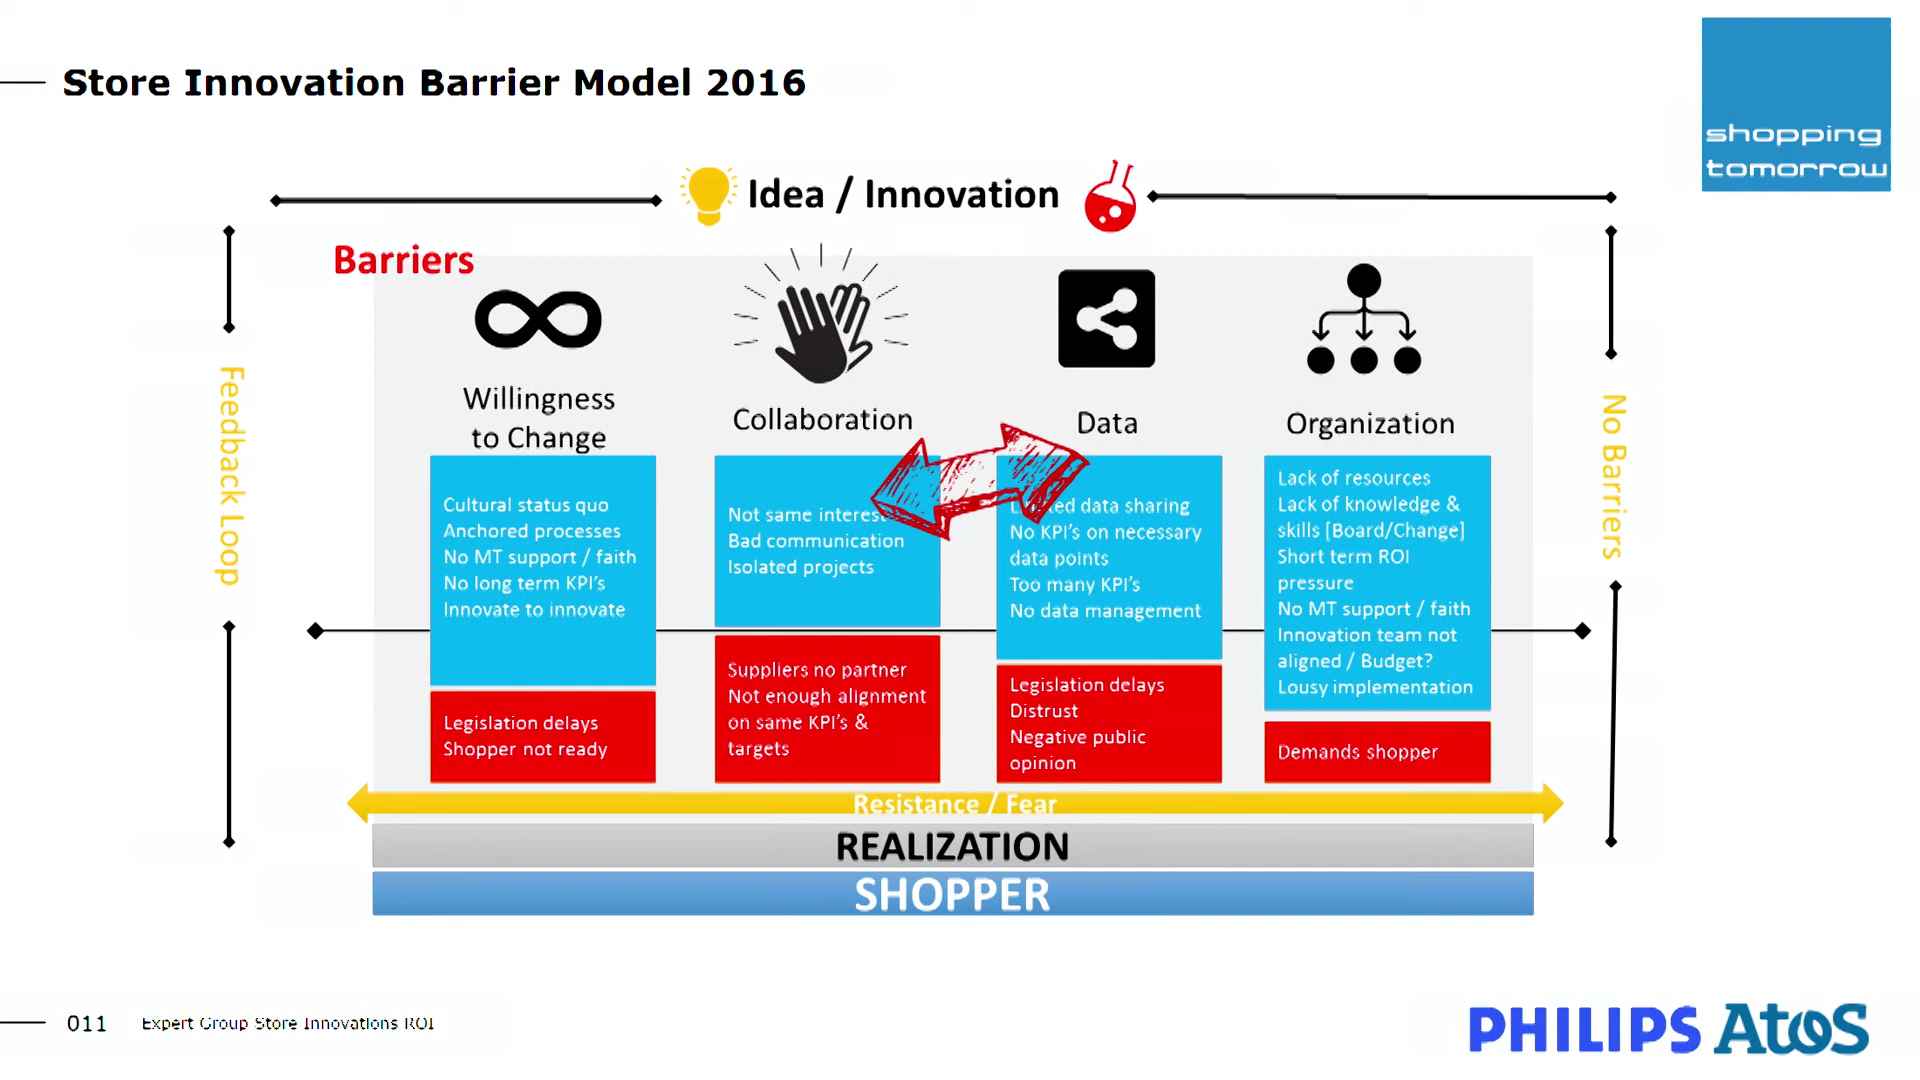 Store Innovation Barrier Model 2016
shopping
tomorrow
Idea / Innovation
Barriers
Feedback Loop
No Barriers
Willingness
to Change
Cultural status quo
Anchored processes
No MT support / faith
No long term KPI's
Innovate to innovate
Legislation delays
Shopper not ready
Collaboration
Not same interest
Bad communication
Isolated projects
Suppliers no partner
Not enough alignment
on same KPI's &
targets
Data
data sharing
No KPI's on necessary
data points
Too many KPI's
No data management
Legislation delays
Distrust
Negative public
opinion
Organization
Lack of resources
Lack of knowledge &
skills [Board/Change]
Short term ROI
pressure
No MT support / faith
Innovation team not
aligned / Budget?
Lousy implementation
Demands shopper
Resistance / Fear
REALIZATION
SHOPPER
011 Expert Group Store Innovations ROI
PHILIPS Atos